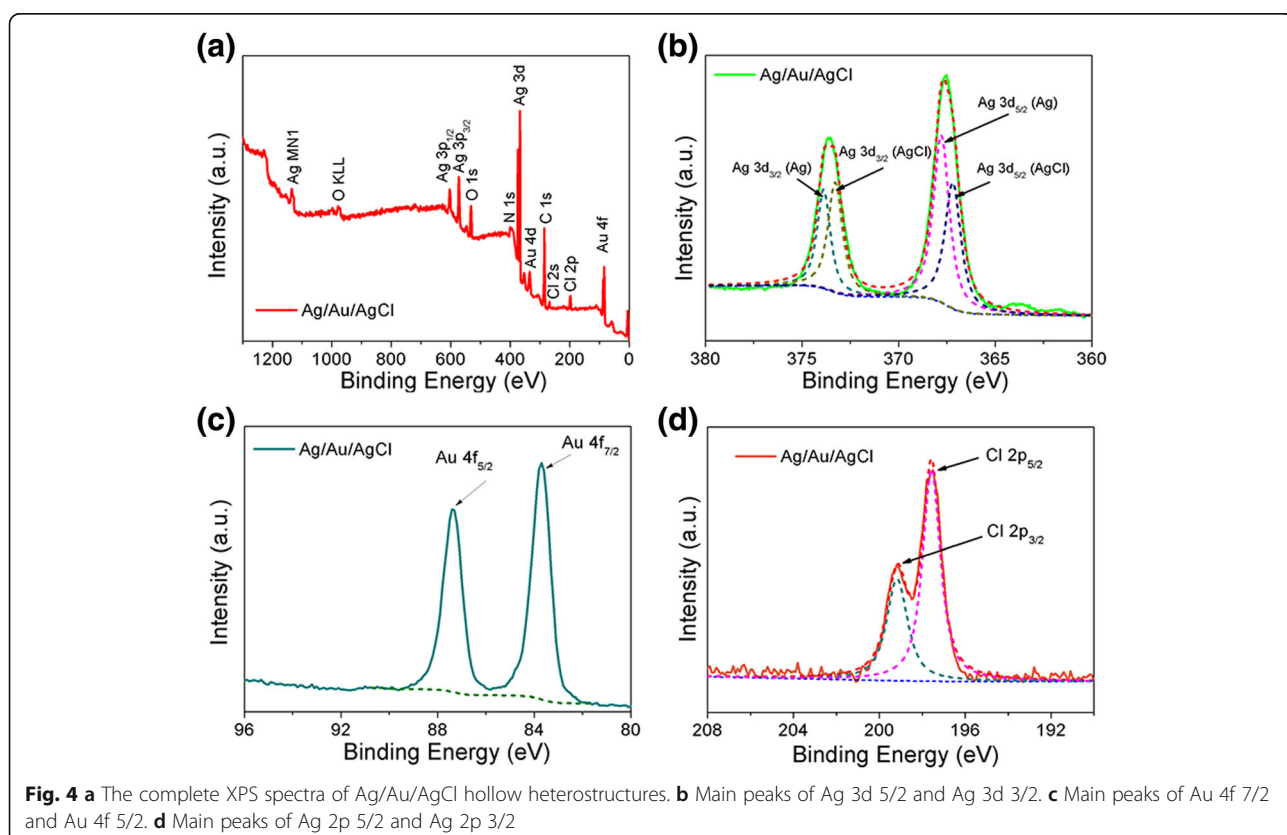 (a)
Intensity (a.u.)
Ag MN1
O KLL
Ag 3p1/2
Ag 3p3/2
O 1s
N 1s
Ag 3d
Au 4d
C 1s
Cl 2s
Cl 2p
Au 4f
Ag/Au/AgCl
1200 1000 800 600 400 200 0
Binding Energy (eV)
(b)
Intensity (a.u.)
Ag/Au/AgCl
Ag 3d5/2 (Ag)
Ag 3d3/2 (AgCl)
Ag 3d3/2 (Ag)
Ag 3d5/2 (AgCl)
380 375 370 365 360
Binding Energy (eV)
(c)
Intensity (a.u.)
Ag/Au/AgCl
Au 4f5/2
Au 4f7/2
96 92 88 84 80
Binding Energy (eV)
(d)
Intensity (a.u.)
Ag/Au/AgCl
Cl 2p5/2
Cl 2p3/2
208 204 200 196 192
Binding Energy (eV)
Fig. 4 a The complete XPS spectra of Ag/Au/AgCl hollow heterostructures. b Main peaks of Ag 3d 5/2 and Ag 3d 3/2. c Main peaks of Au 4f 7/2
and Au 4f 5/2. d Main peaks of Ag 2p 5/2 and Ag 2p 3/2